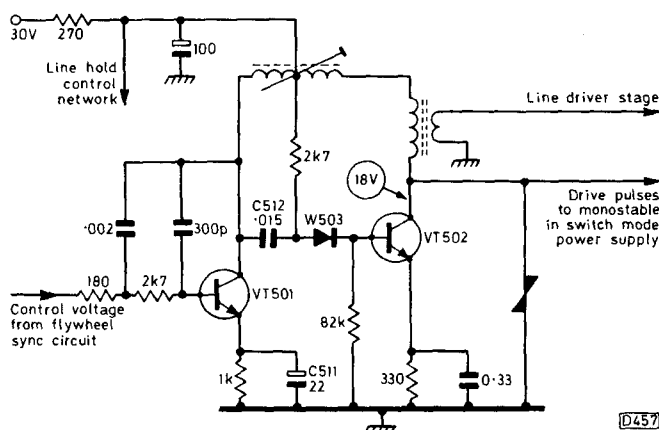 30V
270
100
Line hold
control
network
Line driver stage
2k7
18V
Drive pulses
to monostable
in switch mode
power supply
·002
300p
C512
·015
W503
VT502
180
2k7
VT501
82k
Control voltage
from flywheel
sync circuit
1k
C511
22
330
0·33
D457